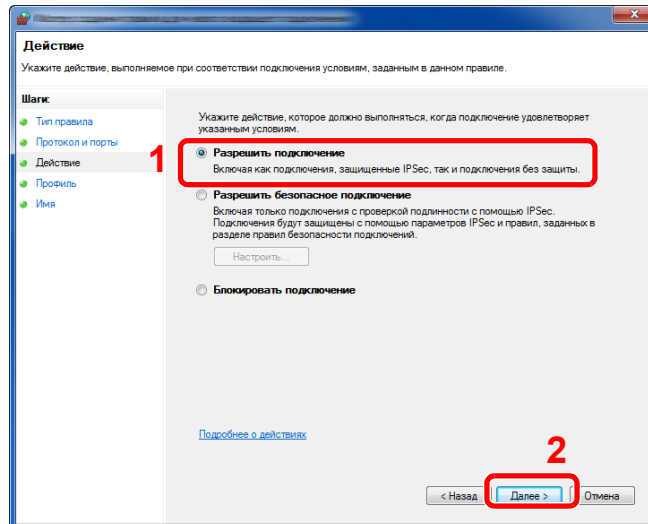 Действие
Укажите действие, выполняемое при соответствии подключения условиям, заданным в данном правиле.
Шаги:
Тип правила
Протокол и порты
Действие
Профиль
Имя
Укажите действие, которое должно выполняться, когда подключение удовлетворяет
указанным условиям.
1
Разрешить подключение
Включая как подключения, защищенные IPSec, так и подключения без защиты.
Разрешить безопасное подключение
Включая только подключения с проверкой подлинности с помощью IPSec.
Подключения будут защищены с помощью параметров IPSec и правил, заданных в
разделе правил безопасности подключений.
Настроить...
Блокировать подключение
Подробнее о действиях
2
< Назад
Далее >
Отмена